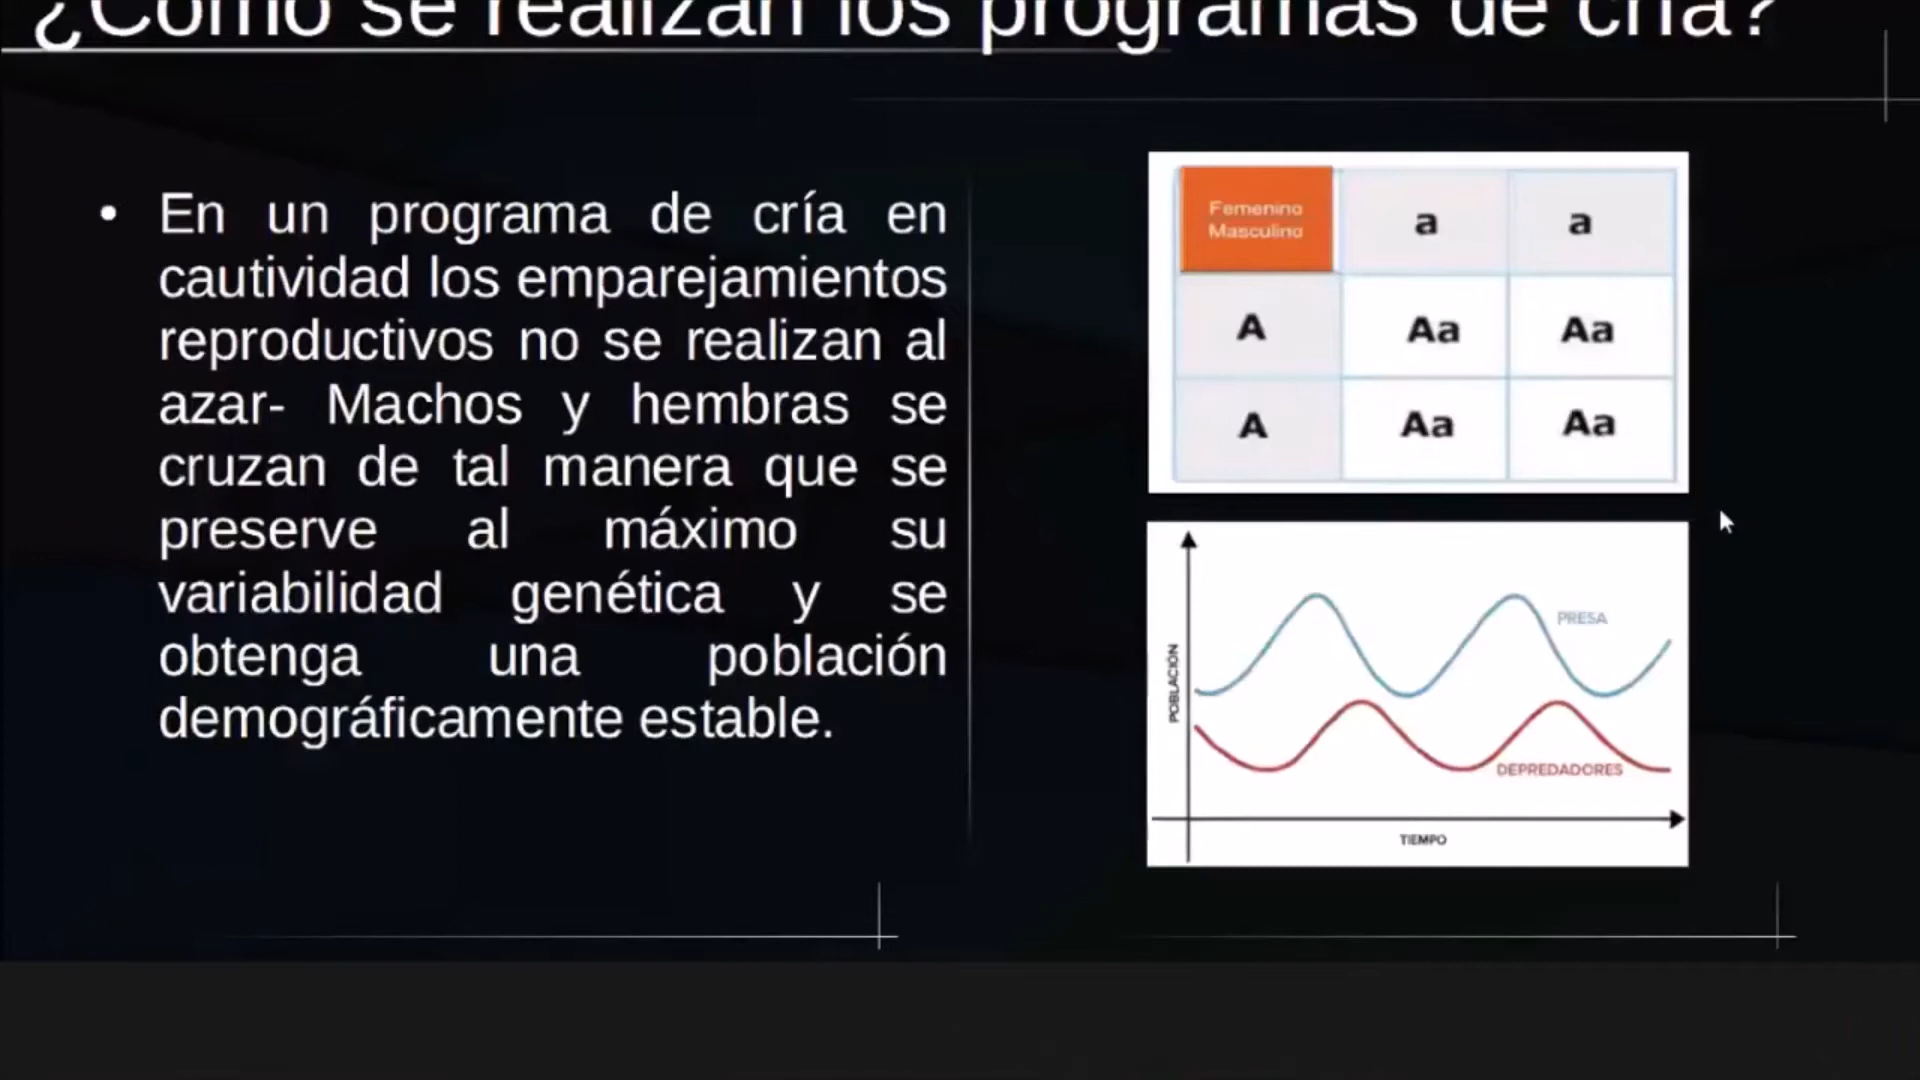 ¿Cómo se realizan los programas de cría?
• En un programa de cría en
cautividad los emparejamientos
reproductivos no se realizan al
azar- Machos y hembras se
cruzan de tal manera que se
preserve al máximo su
variabilidad genética y se
obtenga una población
demográficamente estable.
Femenino
Masculino
a a
A Aa Aa
A Aa Aa
POBLACIÓN
PRESA
DEPREDADORES
TIEMPO